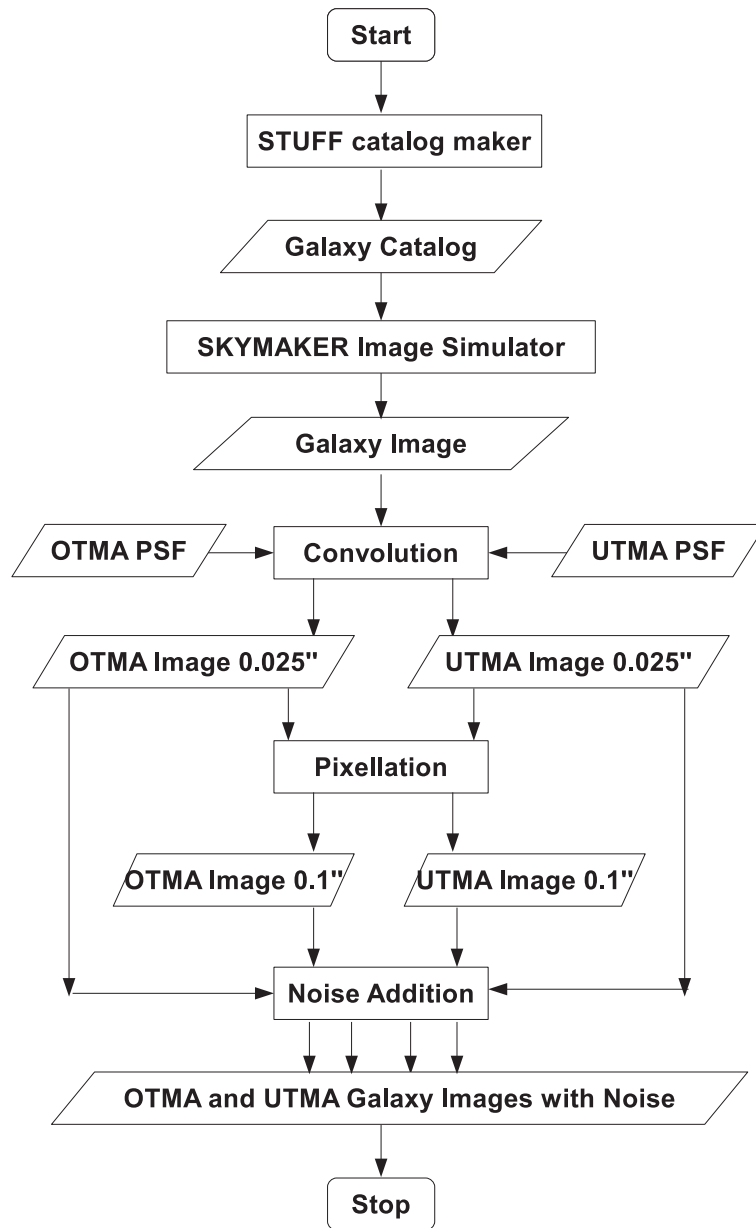 Start
STUFF catalog maker
Galaxy Catalog
SKYMAKER Image Simulator
Galaxy Image
OTMA PSF
Convolution
UTMA PSF
OTMA Image 0.025"
UTMA Image 0.025"
Pixellation
OTMA Image 0.1"
UTMA Image 0.1"
Noise Addition
OTMA and UTMA Galaxy Images with Noise
Stop